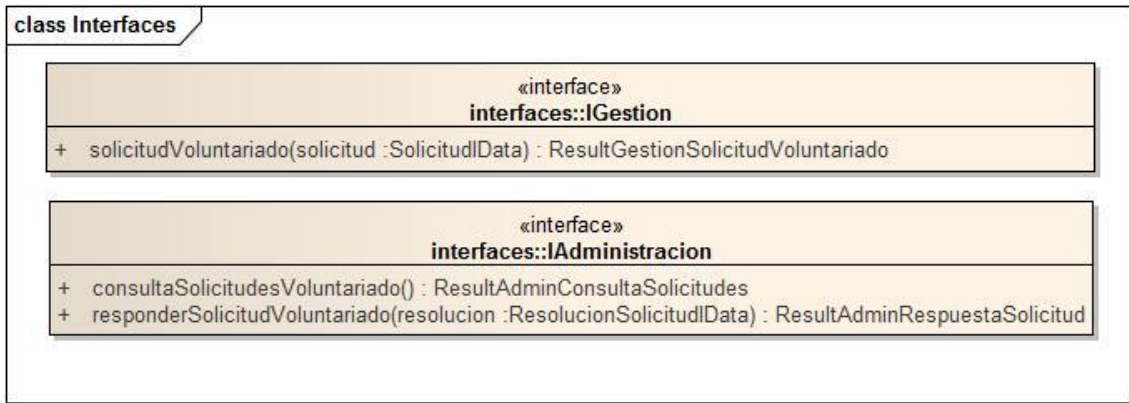 class Interfaces
«interface»
interfaces::IGestion
+ solicitudVoluntariado(solicitud :SolicitudIData) : ResultGestionSolicitudVoluntariado
«interface»
interfaces::IAdministracion
+ consultaSolicitudesVoluntariado() : ResultAdminConsultaSolicitudes
+ responderSolicitudVoluntariado(resolucion :ResolucionSolicitudIData) : ResultAdminRespuestaSolicitud